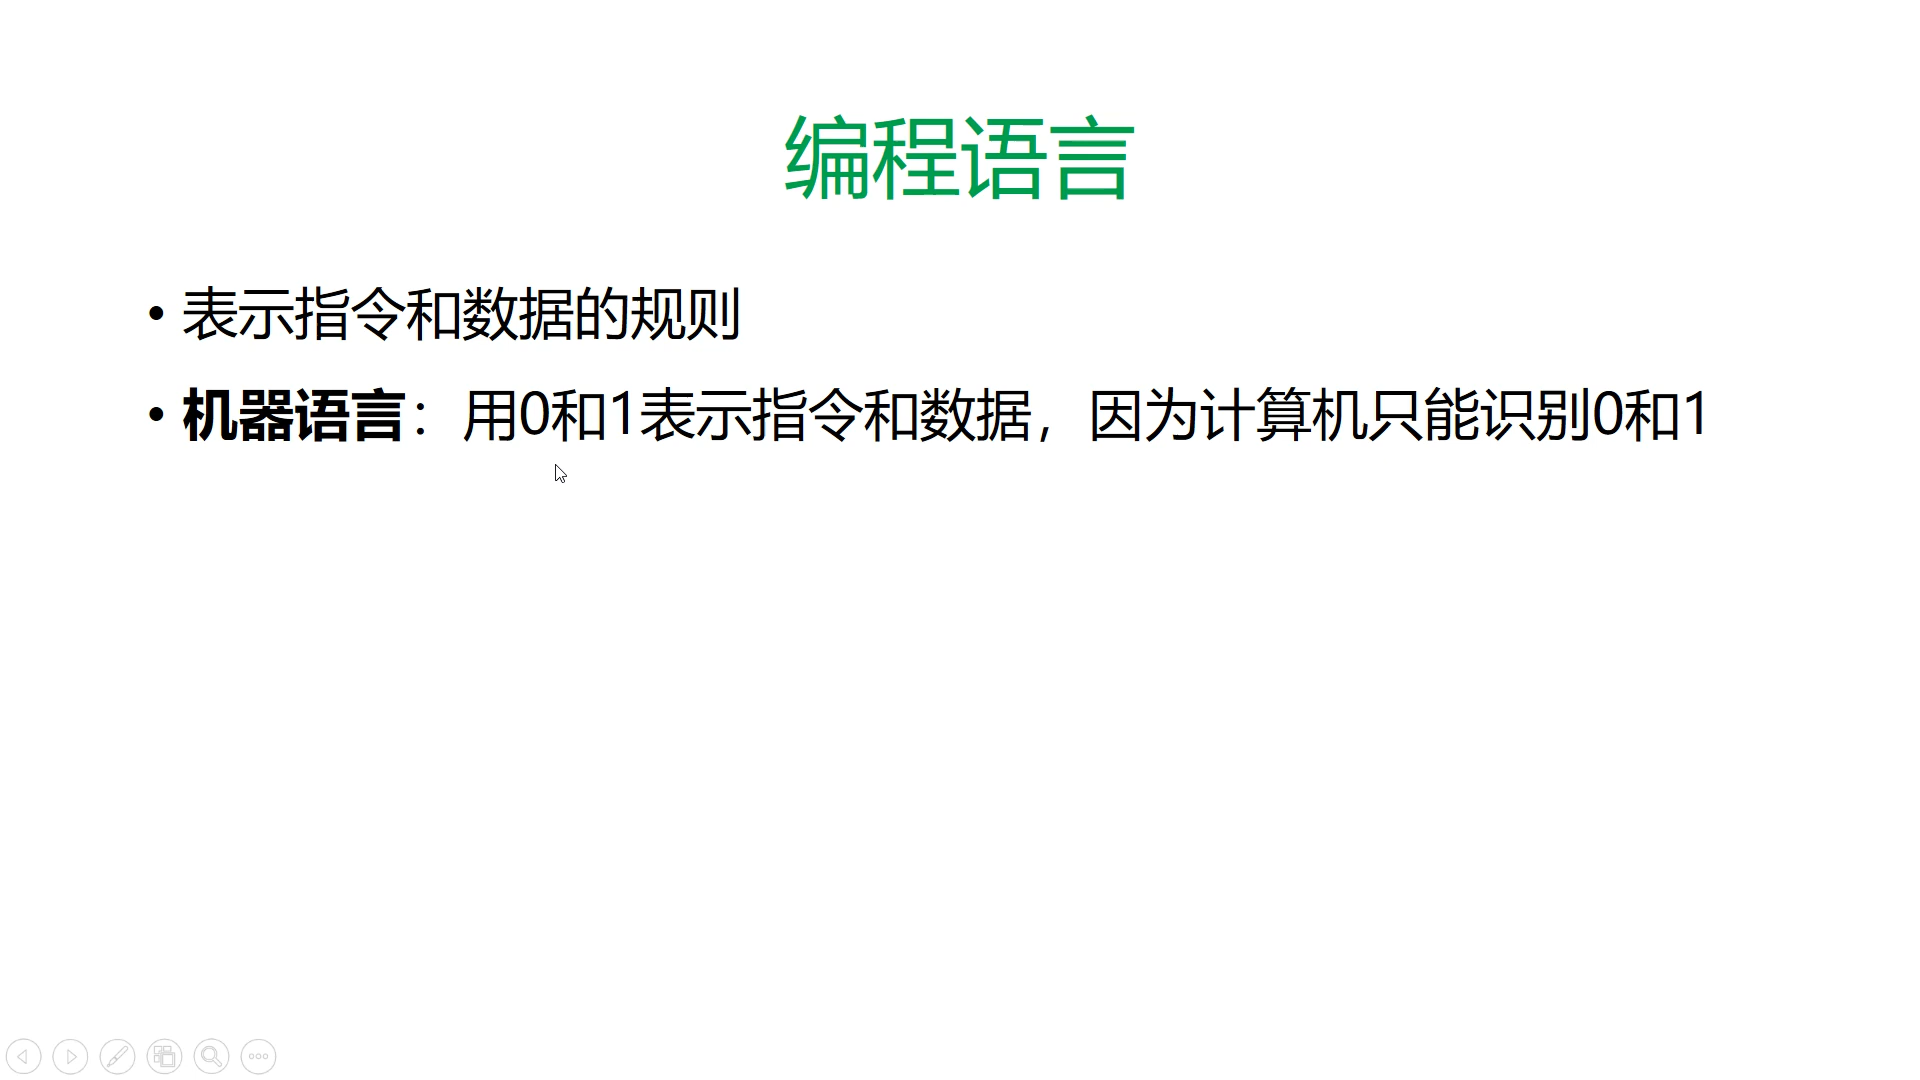 编程语言
• 表示指令和数据的规则
• 机器语言：用0和1表示指令和数据，因为计算机只能识别0和1